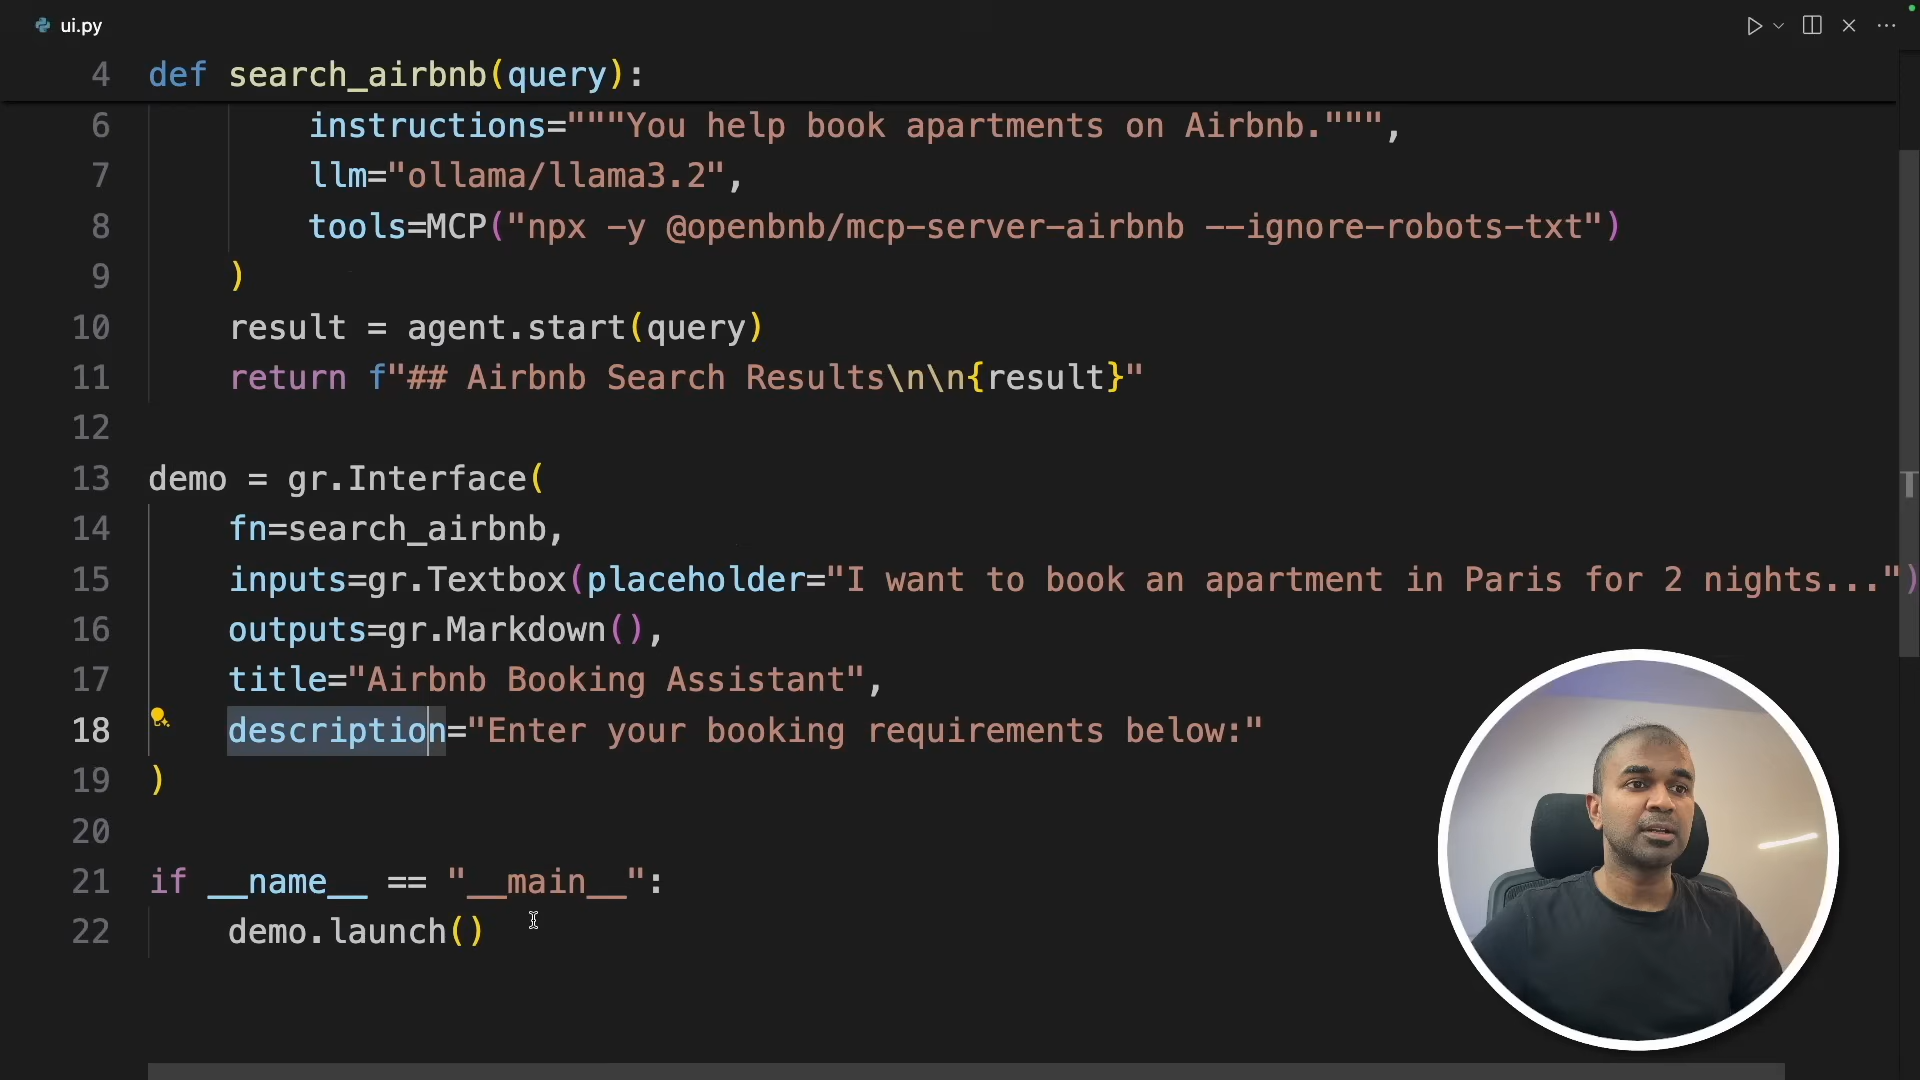 ui.py
4 def search_airbnb(query):
6 instructions="""You help book apartments on Airbnb.""",
7 llm="ollama/llama3.2",
8 tools=MCP("npx -y @openbnb/mcp-server-airbnb --ignore-robots-txt")
9 )
10 result = agent.start(query)
11 return f"## Airbnb Search Results\n\n{result}"
12
13 demo = gr.Interface(
14 fn=search_airbnb,
15 inputs=gr.Textbox(placeholder="I want to book an apartment in Paris for 2 nights...")
16 outputs=gr.Markdown(),
17 title="Airbnb Booking Assistant",
18 description="Enter your booking requirements below:"
19 )
20
21 if __name__ == "__main__":
22 demo.launch()